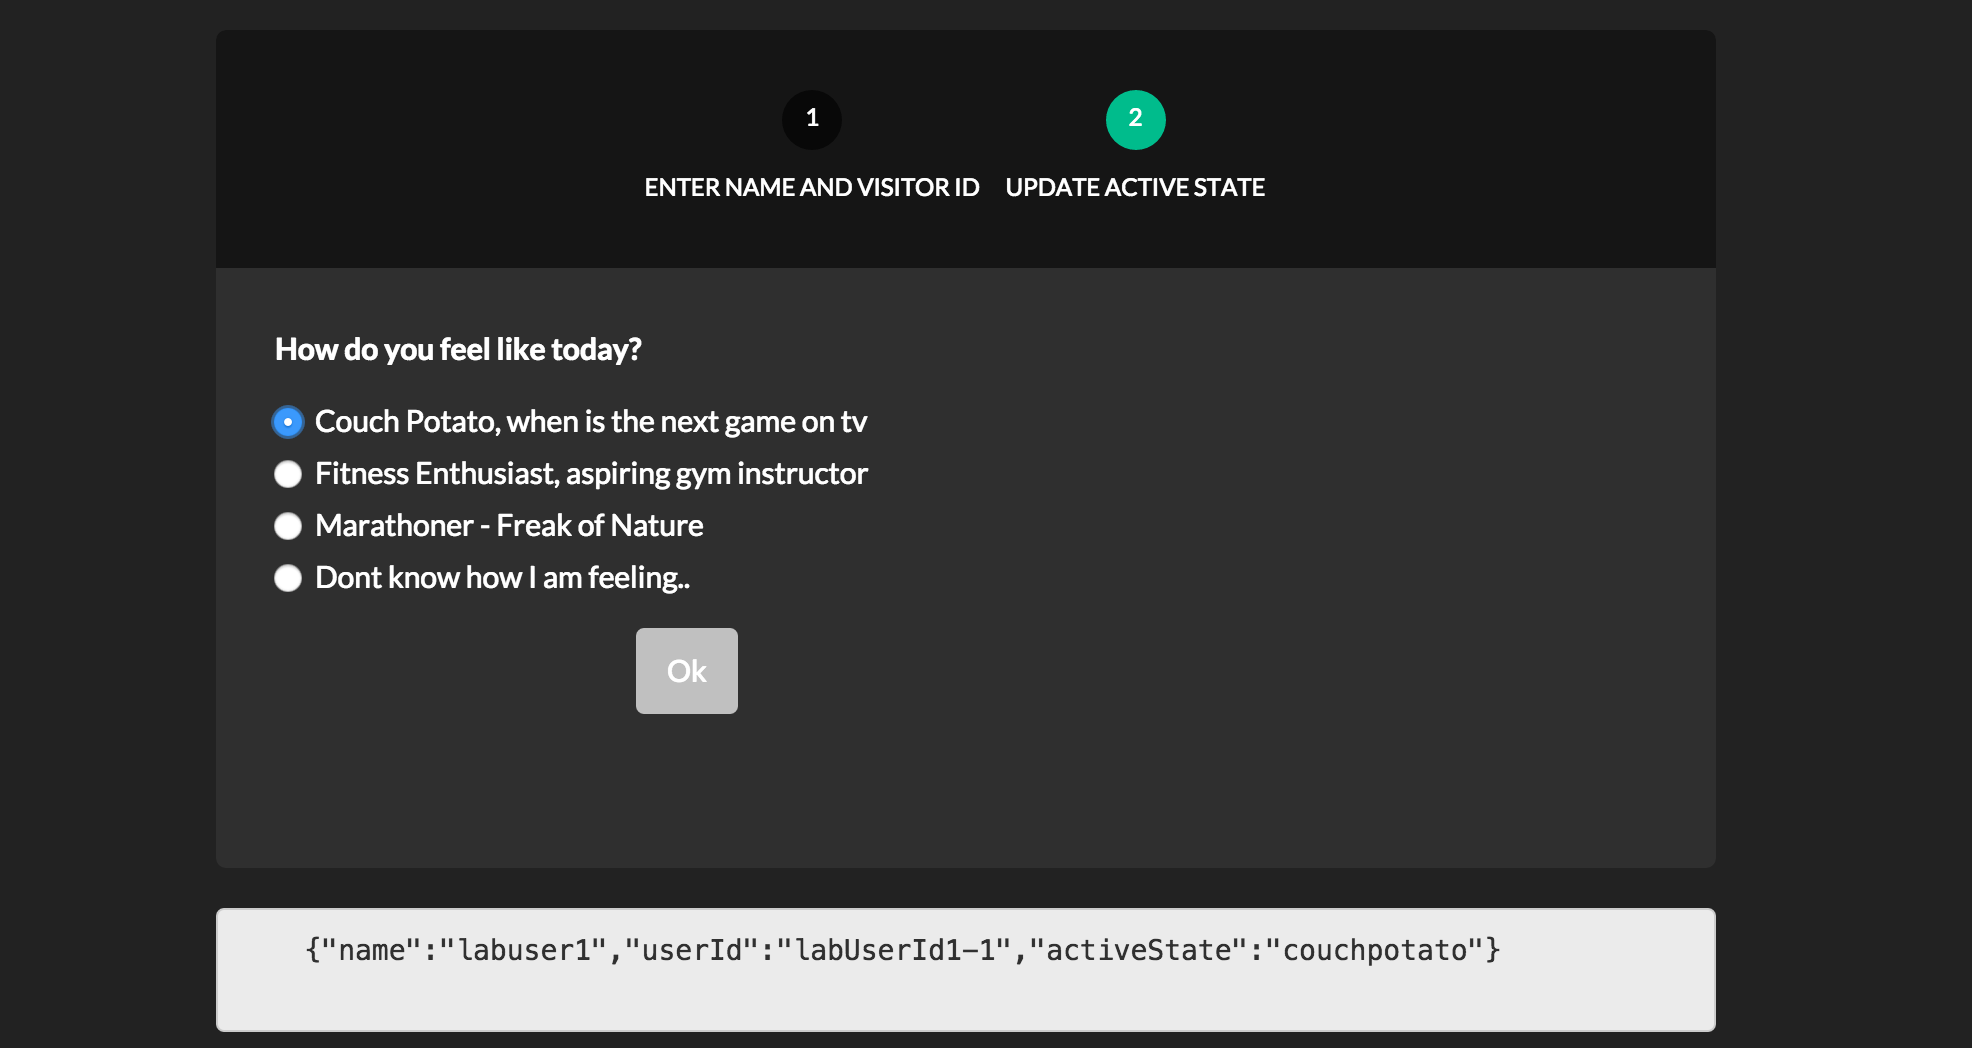 1
2
ENTER NAME AND VISITOR ID
UPDATE ACTIVE STATE
How do you feel like today?
Couch Potato, when is the next game on tv
Fitness Enthusiast, aspiring gym instructor
Marathoner - Freak of Nature
Dont know how I am feeling..
Ok
{"name":"labuser1","userId":"labUserId1-1","activeState":"couchpotato"}